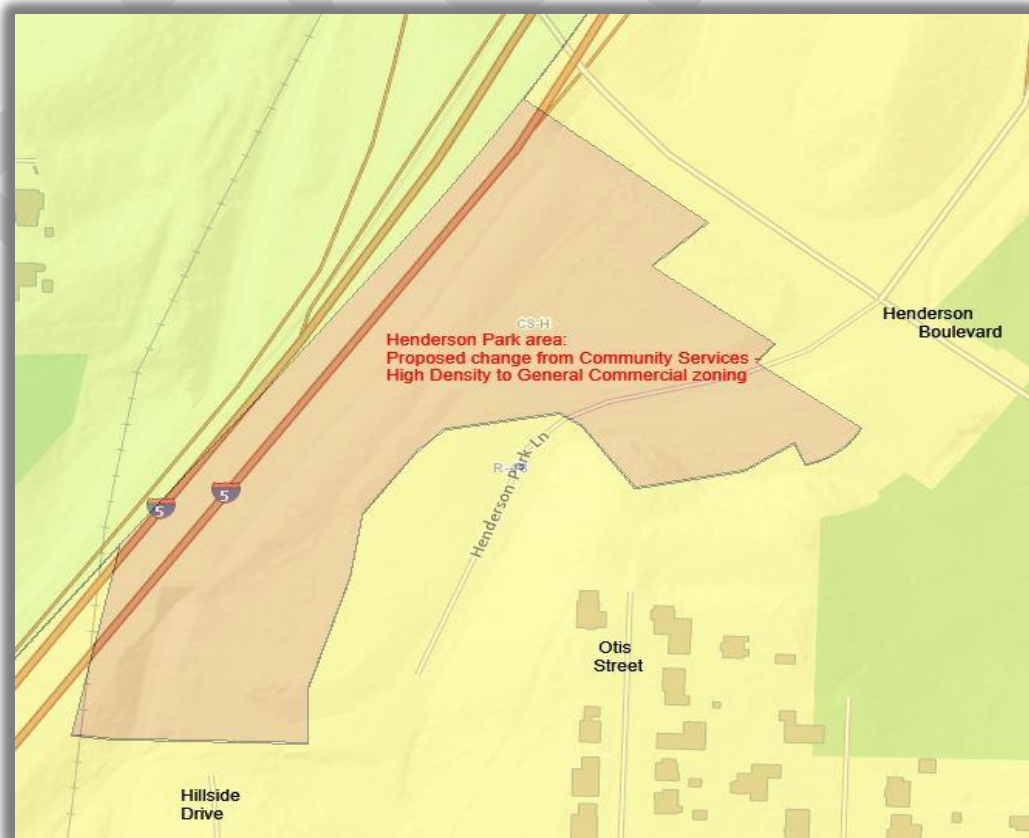 CS-H
Henderson Park area:
Proposed change from Community Services -
High Density to General Commercial zoning
Henderson
Boulevard
Henderson Park Ln
5
5
Otis
Street
Hillside
Drive